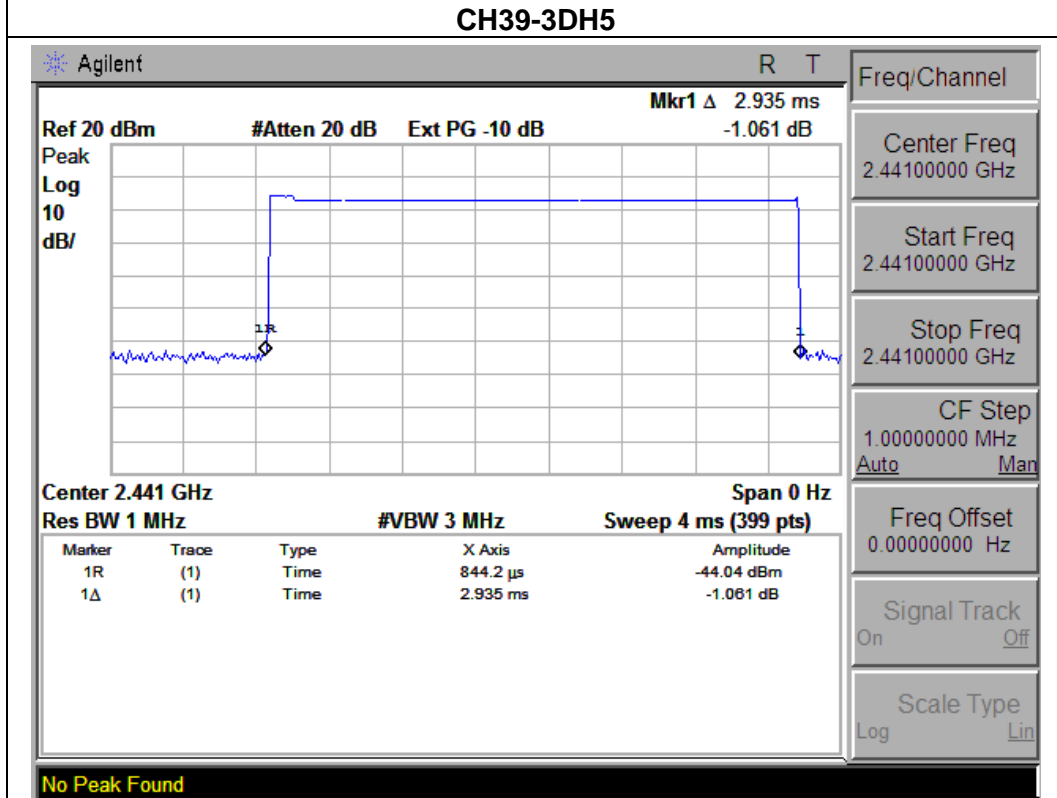 CH39-3DH5
Agilent R T
Mkr1 Δ 2.935 ms
Ref 20 dBm #Atten 20 dB Ext PG -10 dB -1.061 dB
Peak
Log
10
dB/
1R
1
Center 2.441 GHz Span 0 Hz
Res BW 1 MHz #VBW 3 MHz Sweep 4 ms (399 pts)
Marker Trace Type X Axis Amplitude
1R (1) Time 844.2 µs -44.04 dBm
1Δ (1) Time 2.935 ms -1.061 dB
No Peak Found
Freq/Channel
Center Freq
2.44100000 GHz
Start Freq
2.44100000 GHz
Stop Freq
2.44100000 GHz
CF Step
1.00000000 MHz
Auto Man
Freq Offset
0.00000000 Hz
Signal Track
On Off
Scale Type
Log Lin